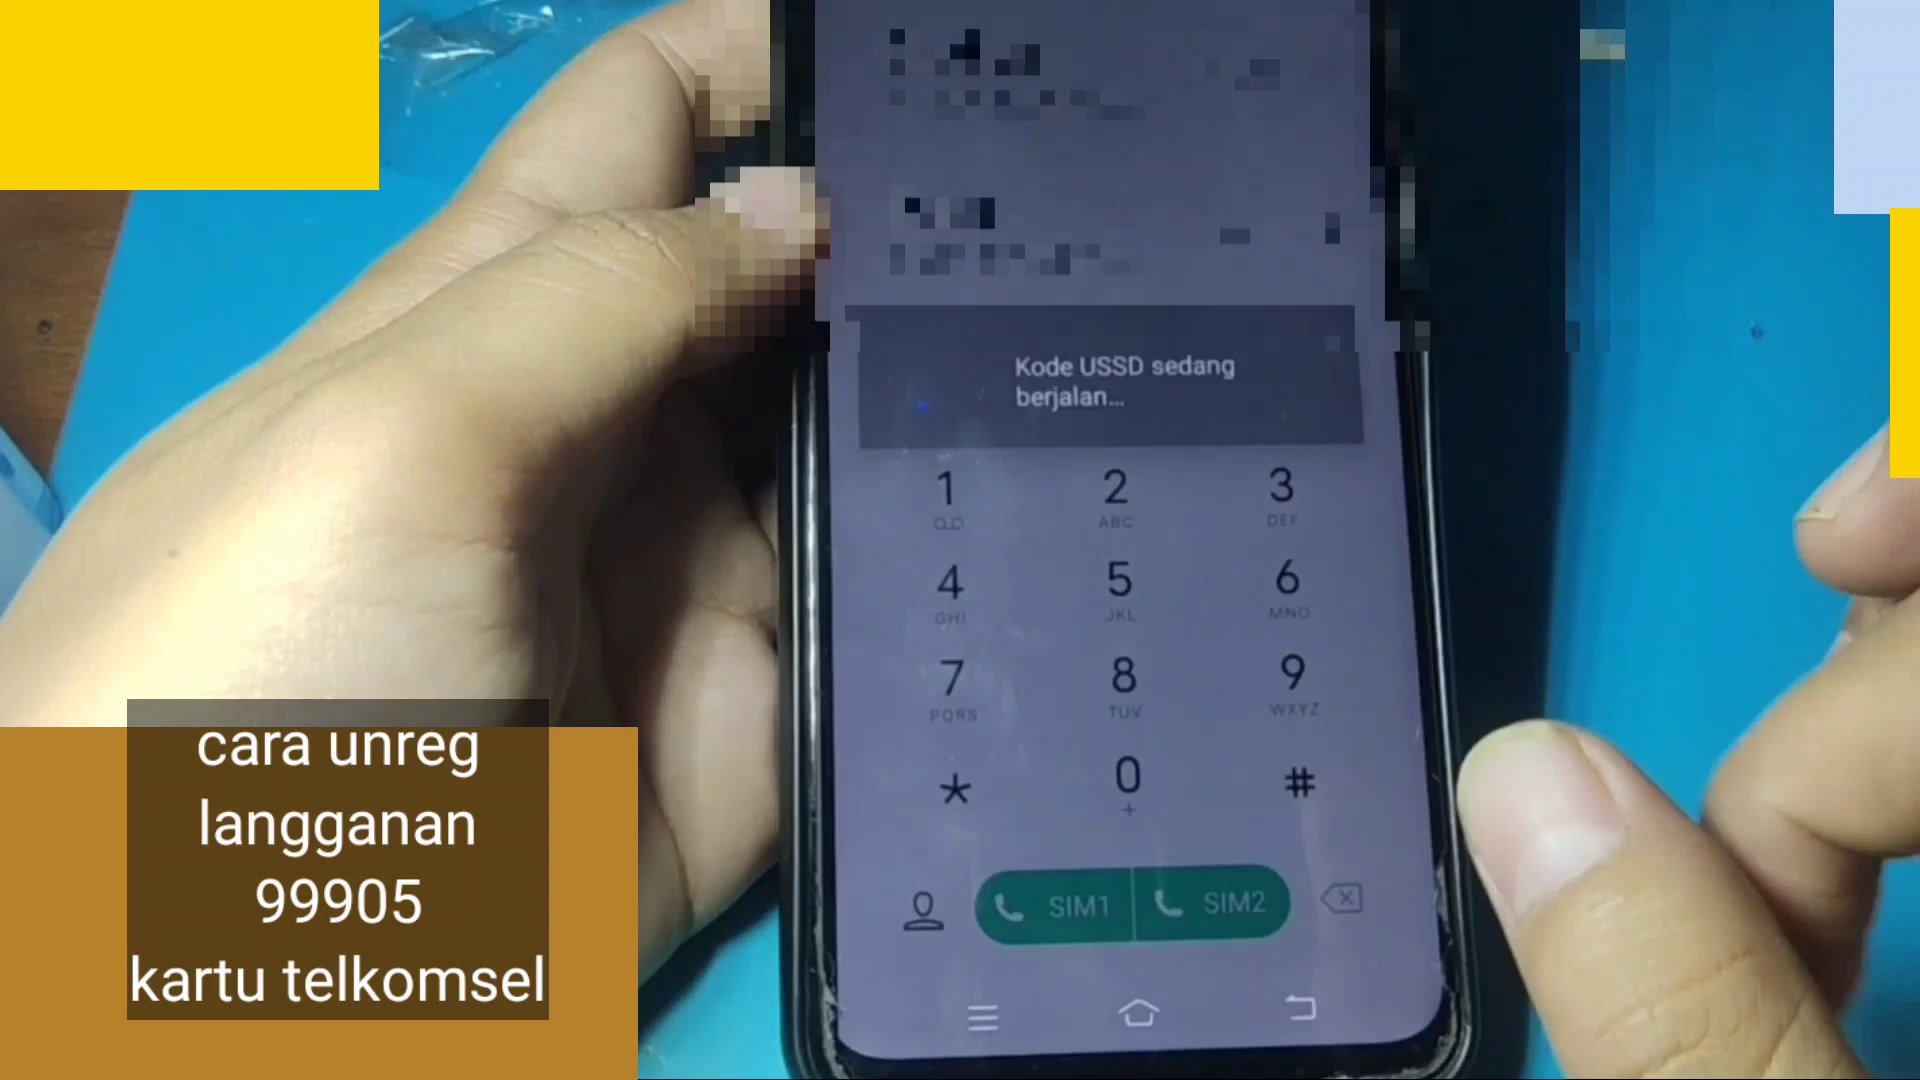 Kode USSD sedang
berjalan...
1 2 3
ABC DEF
4 5 6
GHI JKL MNO
7 8 9
PQRS TUV WXYZ
* 0 #
+
SIM1 SIM2
cara unreg
langganan
99905
kartu telkomsel